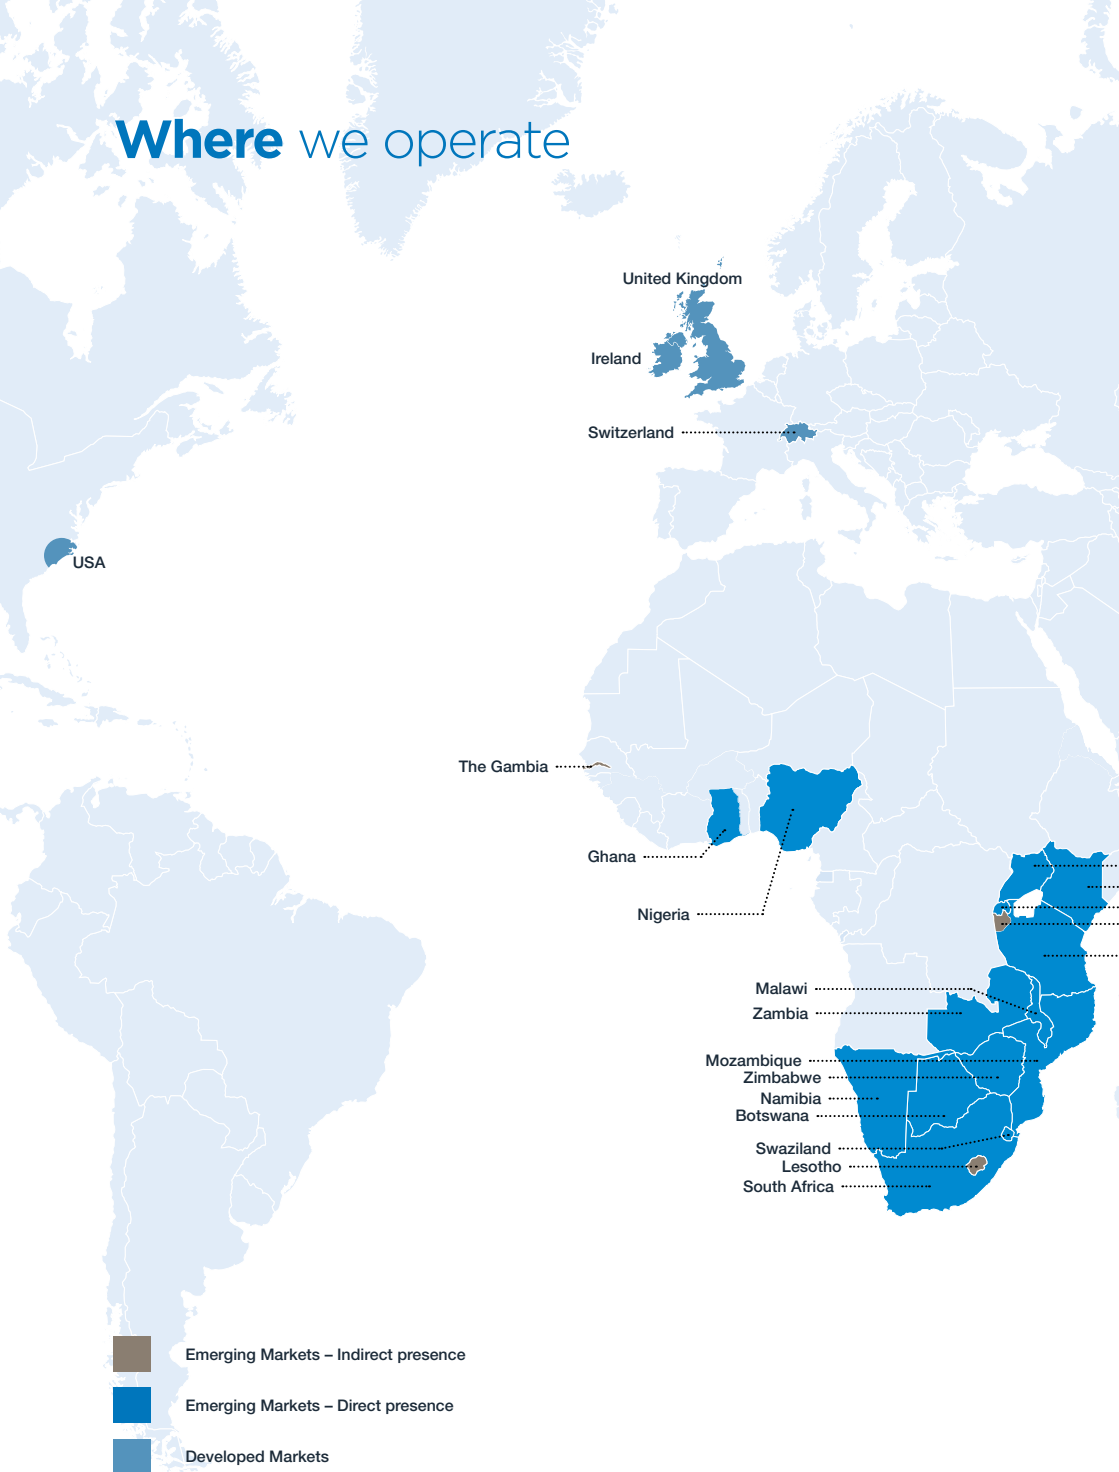 Where we operate
United Kingdom
Ireland
Switzerland
USA
The Gambia
Ghana
Nigeria
Malawi
Zambia
Mozambique
Zimbabwe
Namibia
Botswana
Swaziland
Lesotho
South Africa
Emerging Markets – Indirect presence
Emerging Markets – Direct presence
Developed Markets